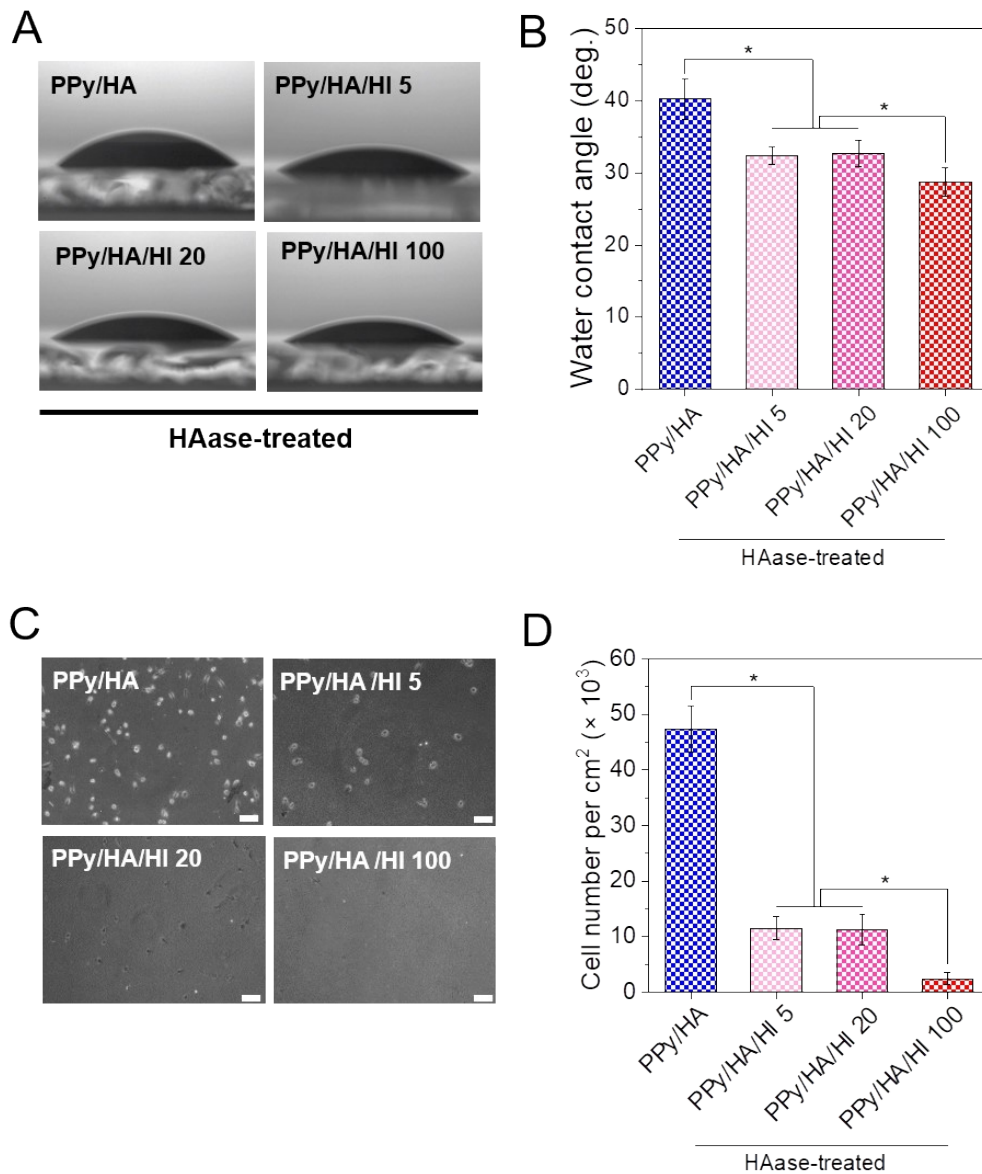 A
PPy/HA
PPy/HA/HI 5
PPy/HA/HI 20
PPy/HA/HI 100
HAase-treated
B
Water contact angle (deg.)
50
40
30
20
10
0
*
*
PPy/HA
PPy/HA/HI 5
PPy/HA/HI 20
PPy/HA/HI 100
HAase-treated
C
PPy/HA
PPy/HA /HI 5
PPy/HA/HI 20
PPy/HA /HI 100
D
Cell number per cm² (× 10³)
60
50
40
30
20
10
0
*
*
PPy/HA
PPy/HA/HI 5
PPy/HA/HI 20
PPy/HA/HI 100
HAase-treated